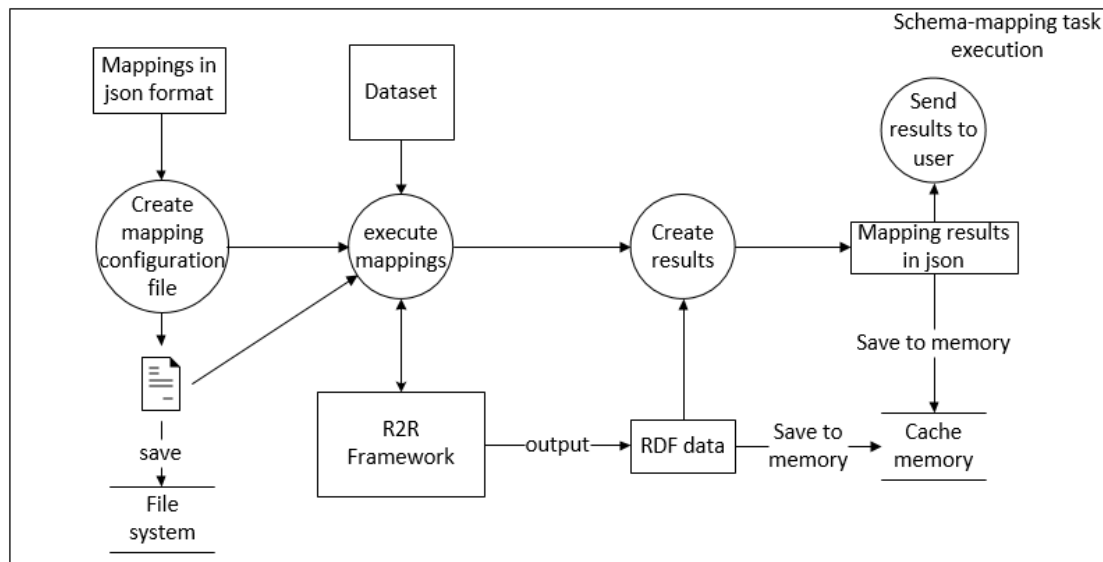 Schema-mapping task
execution
Mappings in
json format
Dataset
Send
results to
user
Create
mapping
configuration
file
execute
mappings
Create
results
Mapping results
in json
Save to memory
R2R
Framework
output
RDF data
Save to
memory
Cache
memory
save
File
system